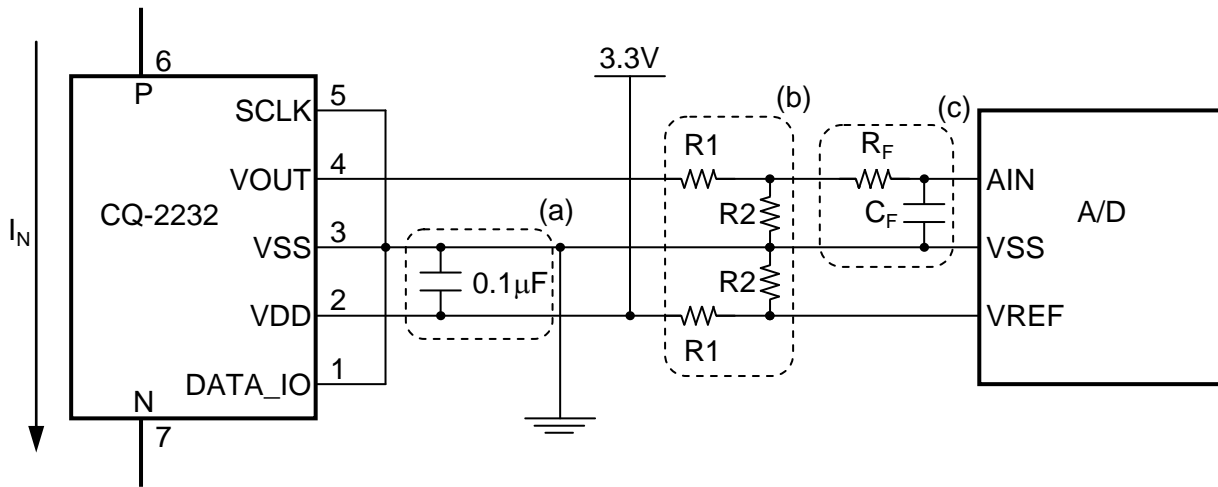 6
P
SCLK
5
VOUT
4
CQ-2232
VSS
3
VDD
2
DATA_IO
1
N
7
I_N
(a)
0.1μF
3.3V
(b)
R1
R2
R2
R1
(c)
R_F
C_F
AIN
A/D
VSS
VREF